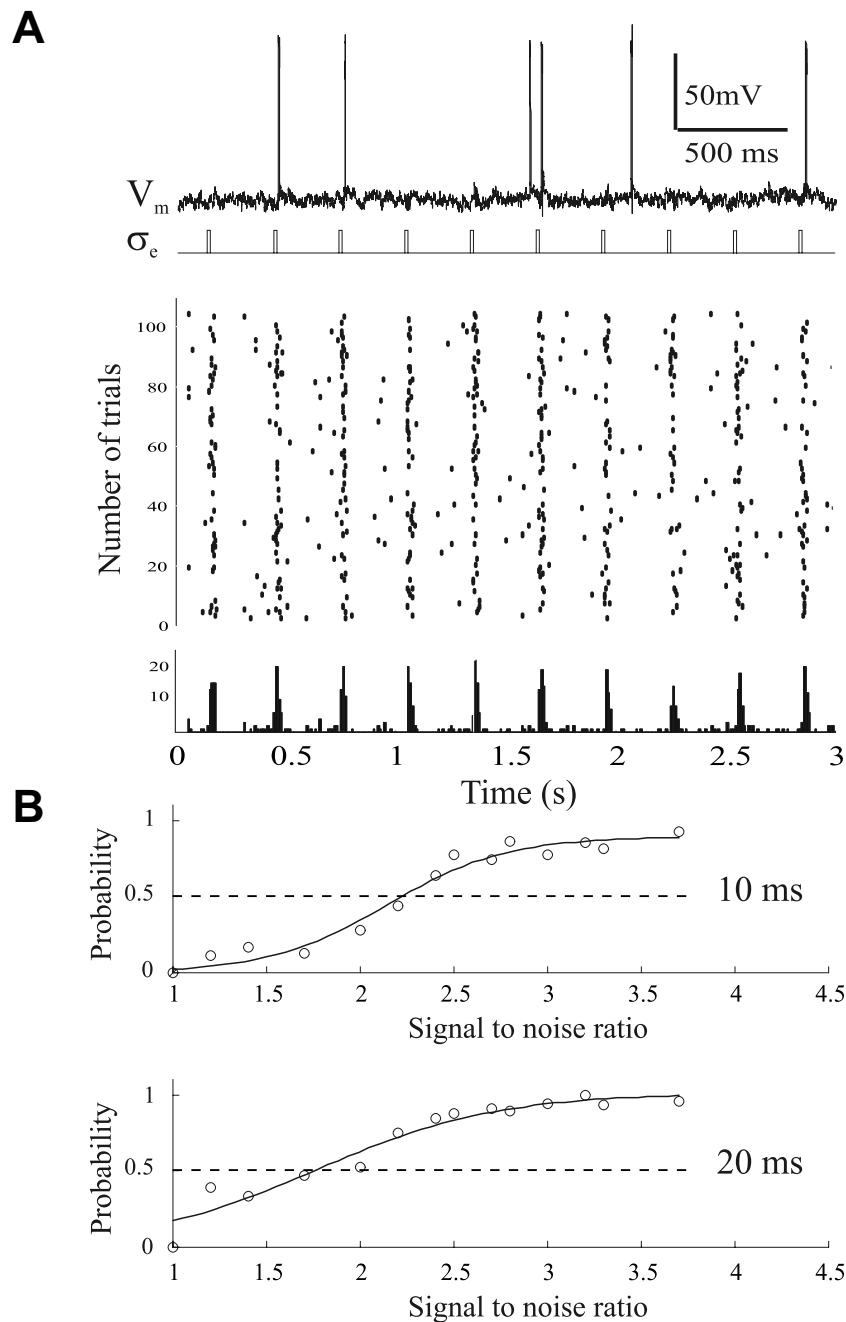 A
50mV
500 ms
Vm
σe
Number of trials
100
80
60
40
20
0
20
10
0 0.5 1 1.5 2 2.5 3
Time (s)
B
Probability
1
0.5
0
10 ms
1 1.5 2 2.5 3 3.5 4 4.5
Signal to noise ratio
Probability
1
0.5
0
20 ms
1 1.5 2 2.5 3 3.5 4 4.5
Signal to noise ratio